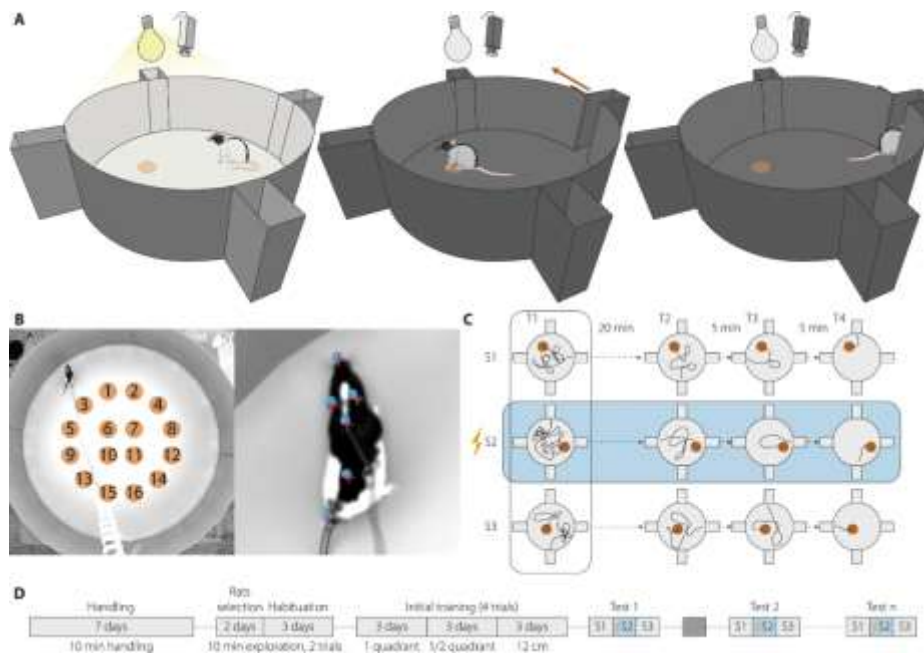 A
B
C
T1 20 min T2 5 min T3 5 min T4
S1
S2
S3
1 2
3 4
5 6 7 8
9 10 11 12
13 14
15 16
D
Handling
7 days
10 min handling
Rats
selection Habituation
2 days 3 days
10 min exploration, 2 trials
Initial training (4 trials)
3 days 3 days 3 days
1 quadrant 1/2 quadrant 12 cm
Test 1
S1 S2 S3
Test 2
S1 S2 S3
Test n
S1 S2 S3